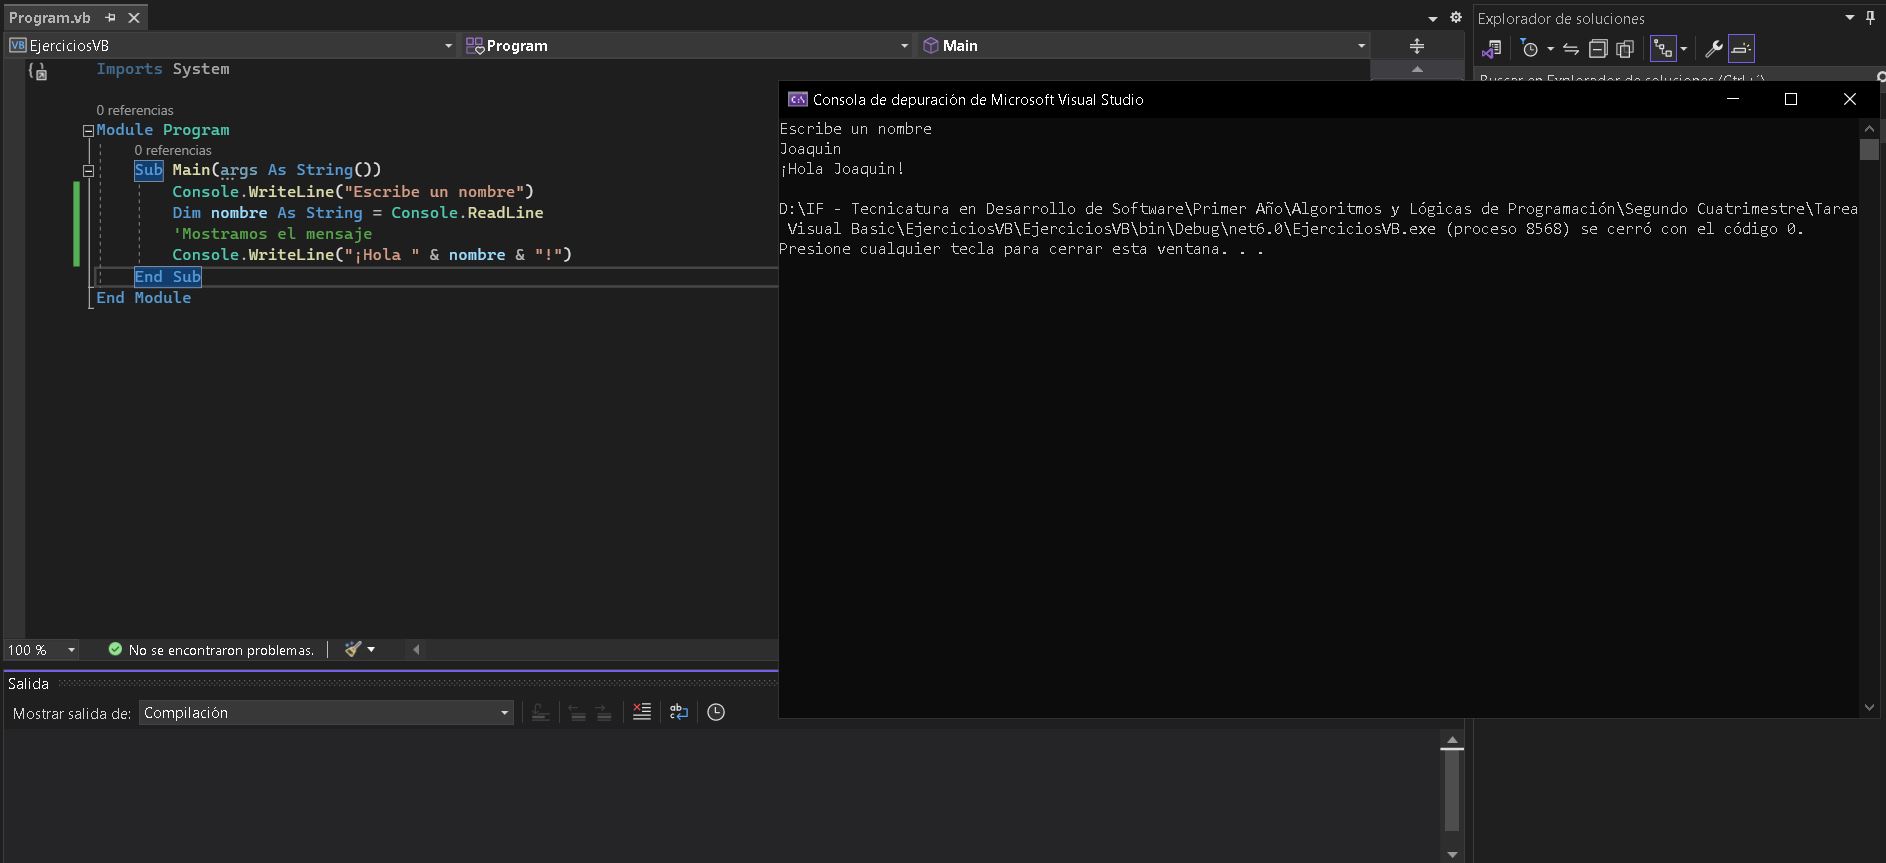 Program.vb
EjerciciosVB
Program
Main
Imports System
0 referencias
Module Program
0 referencias
Sub Main(args As String())
Console.WriteLine("Escribe un nombre")
Dim nombre As String = Console.ReadLine
'Mostramos el mensaje
Console.WriteLine("¡Hola " & nombre & "!")
End Sub
End Module
100 %
No se encontraron problemas.
Salida
Mostrar salida de:
Compilación
Explorador de soluciones
Buscar en Explorador de soluciones (Ctrl+´)
Consola de depuración de Microsoft Visual Studio
Escribe un nombre
Joaquin
¡Hola Joaquin!
D:\IF - Tecnicatura en Desarrollo de Software\Primer Año\Algoritmos y Lógicas de Programación\Segundo Cuatrimestre\Tarea
Visual Basic\EjerciciosVB\EjerciciosVB\bin\Debug\net6.0\EjerciciosVB.exe (proceso 8568) se cerró con el código 0.
Presione cualquier tecla para cerrar esta ventana. . .